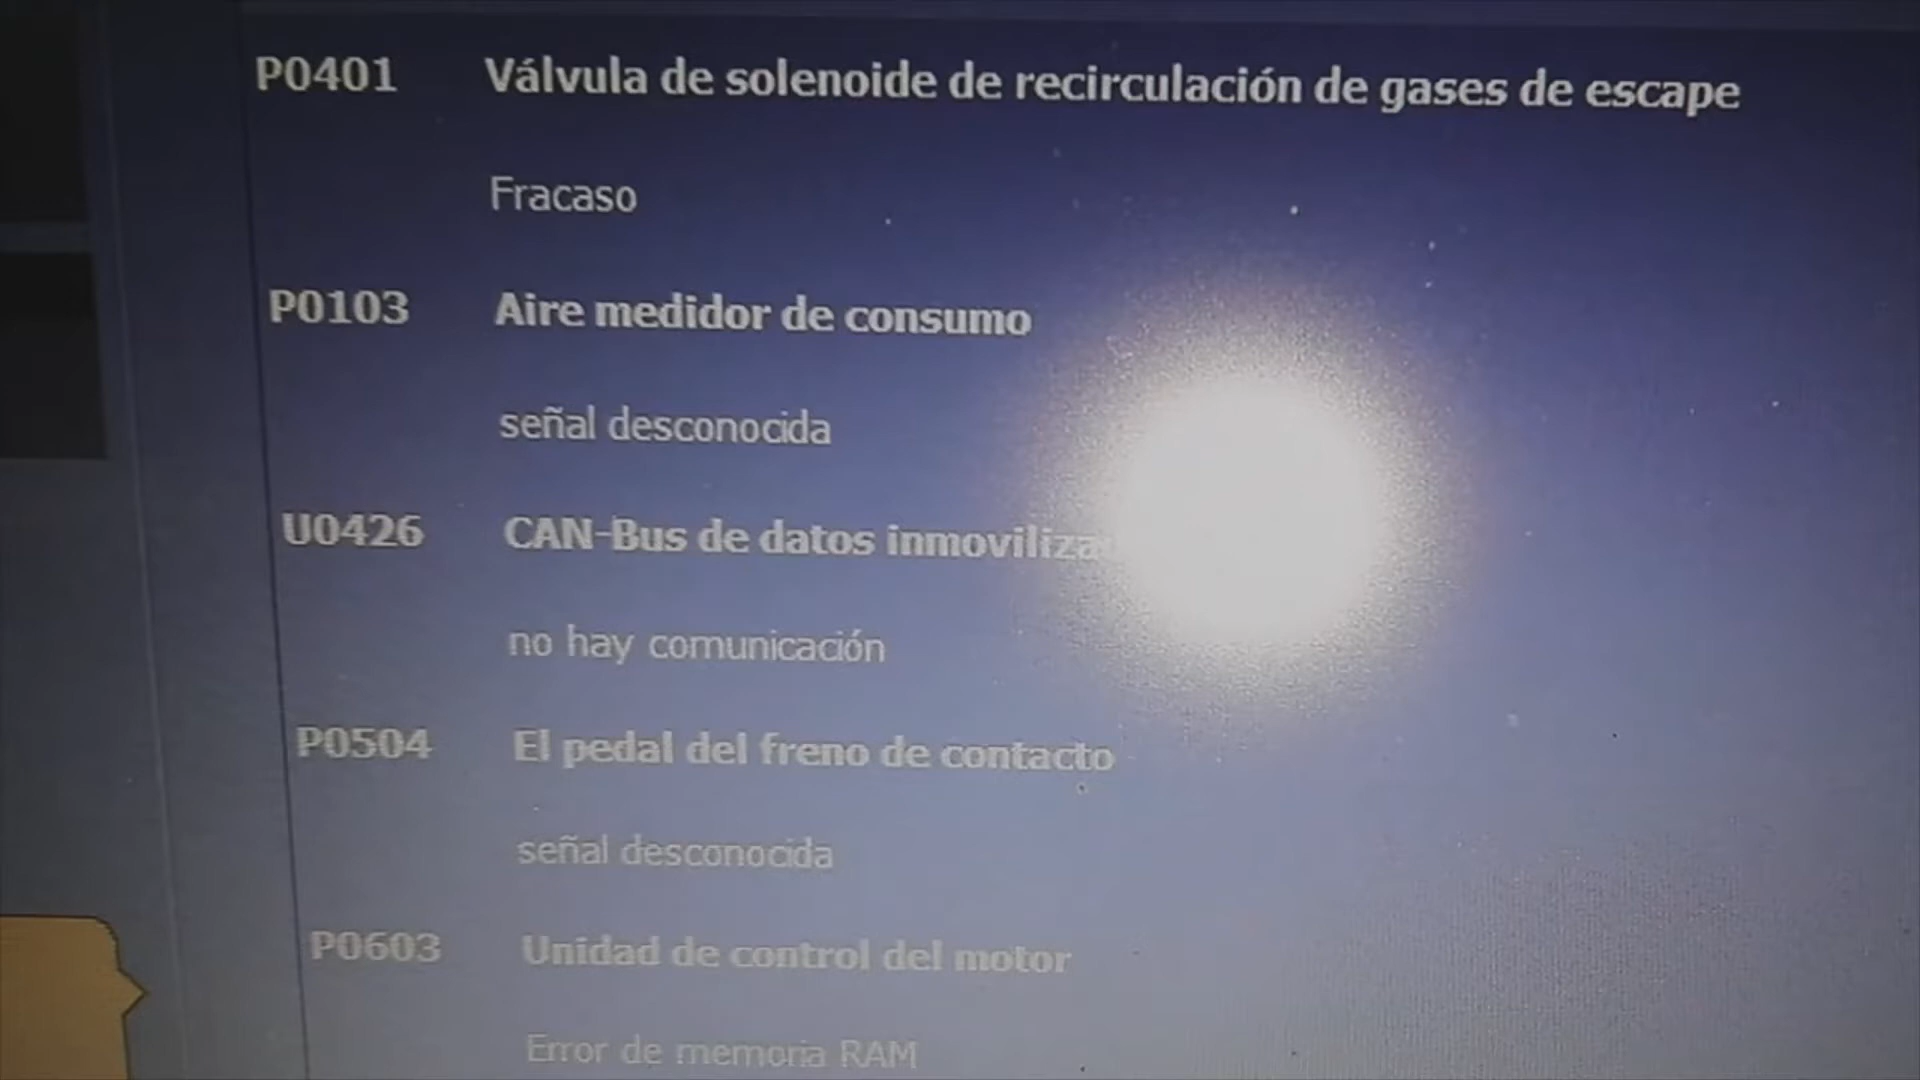 P0401 Válvula de solenoide de recirculación de gases de escape
Fracaso
P0103 Aire medidor de consumo
señal desconocida
U0426 CAN-Bus de datos
no hay comunicación
P0504 El pedal del freno de contacto
señal desconocida
P0603 Unidad de control del motor
Error de memoria RAM